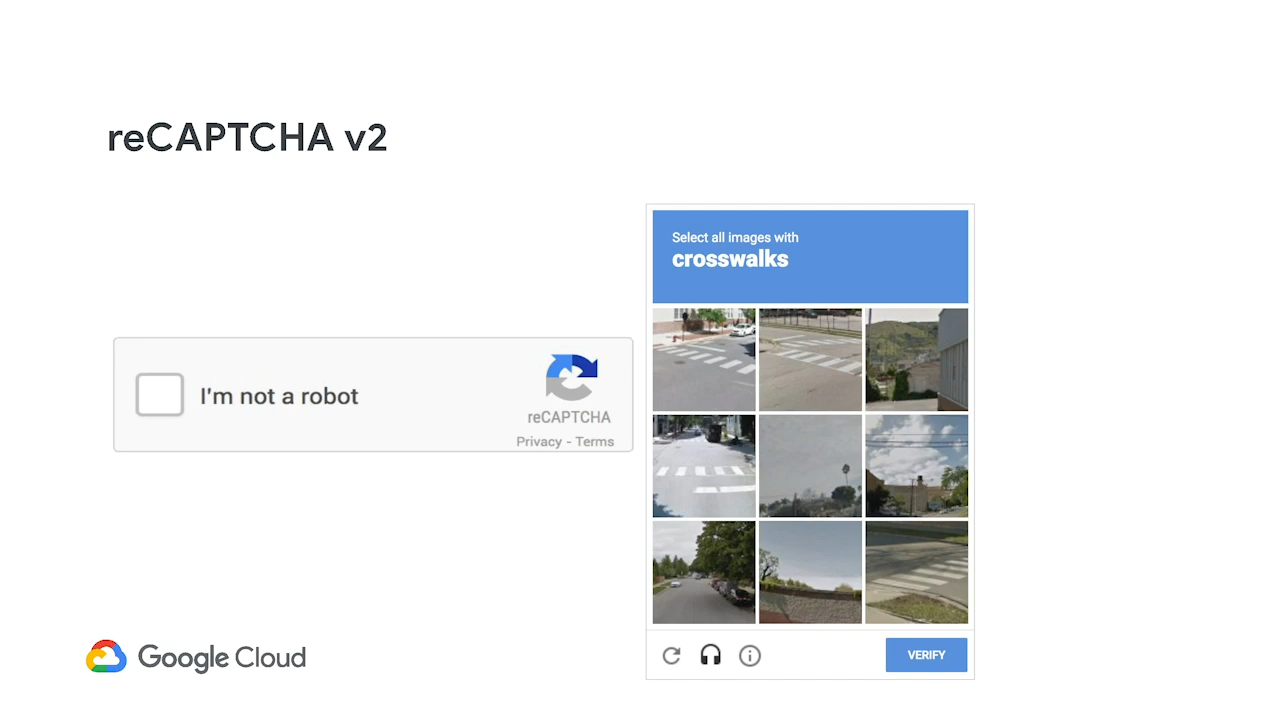 reCAPTCHA v2
I'm not a robot
reCAPTCHA
Privacy - Terms
Select all images with
crosswalks
VERIFY
Google Cloud